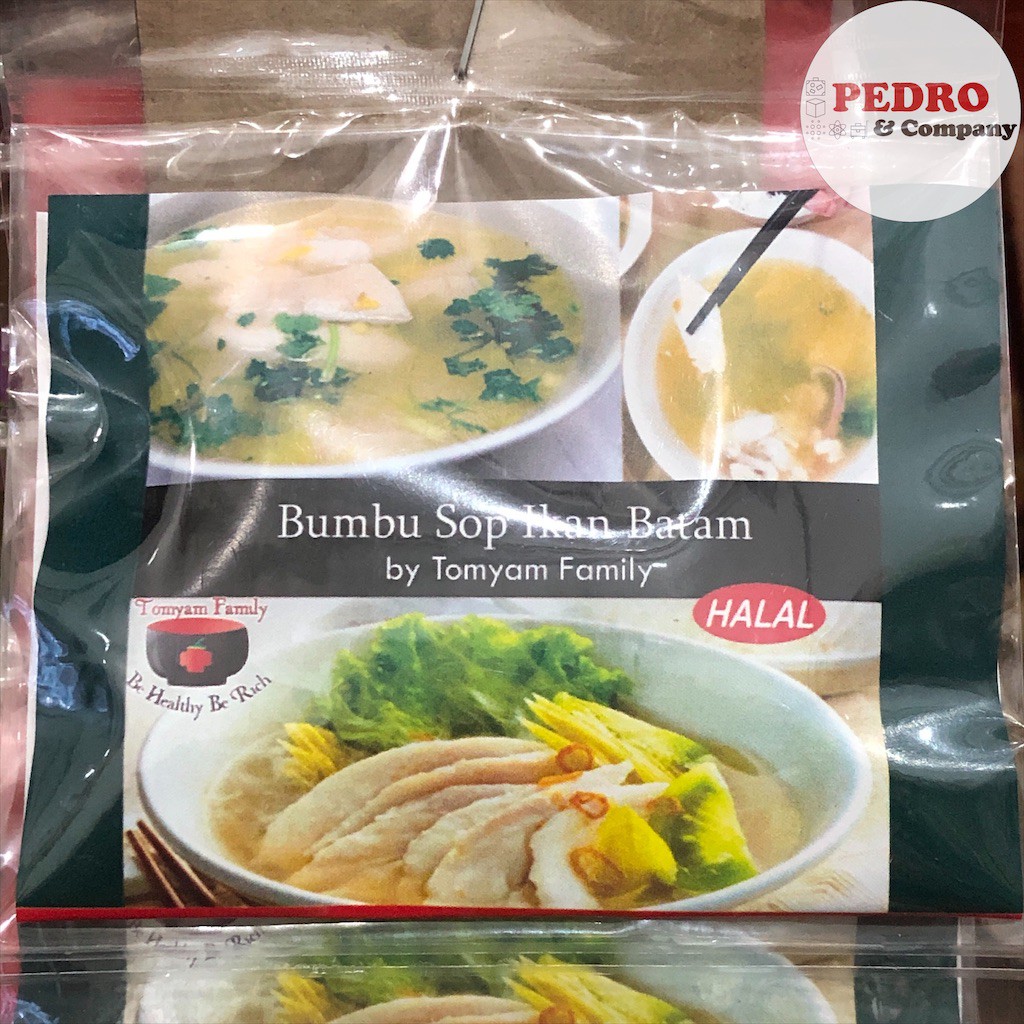 PEDRO
& Company
Bumbu Sop Ikan Batam
by Tomyam Family
HALAL
Tomyam Family
Be Healthy Be Rich